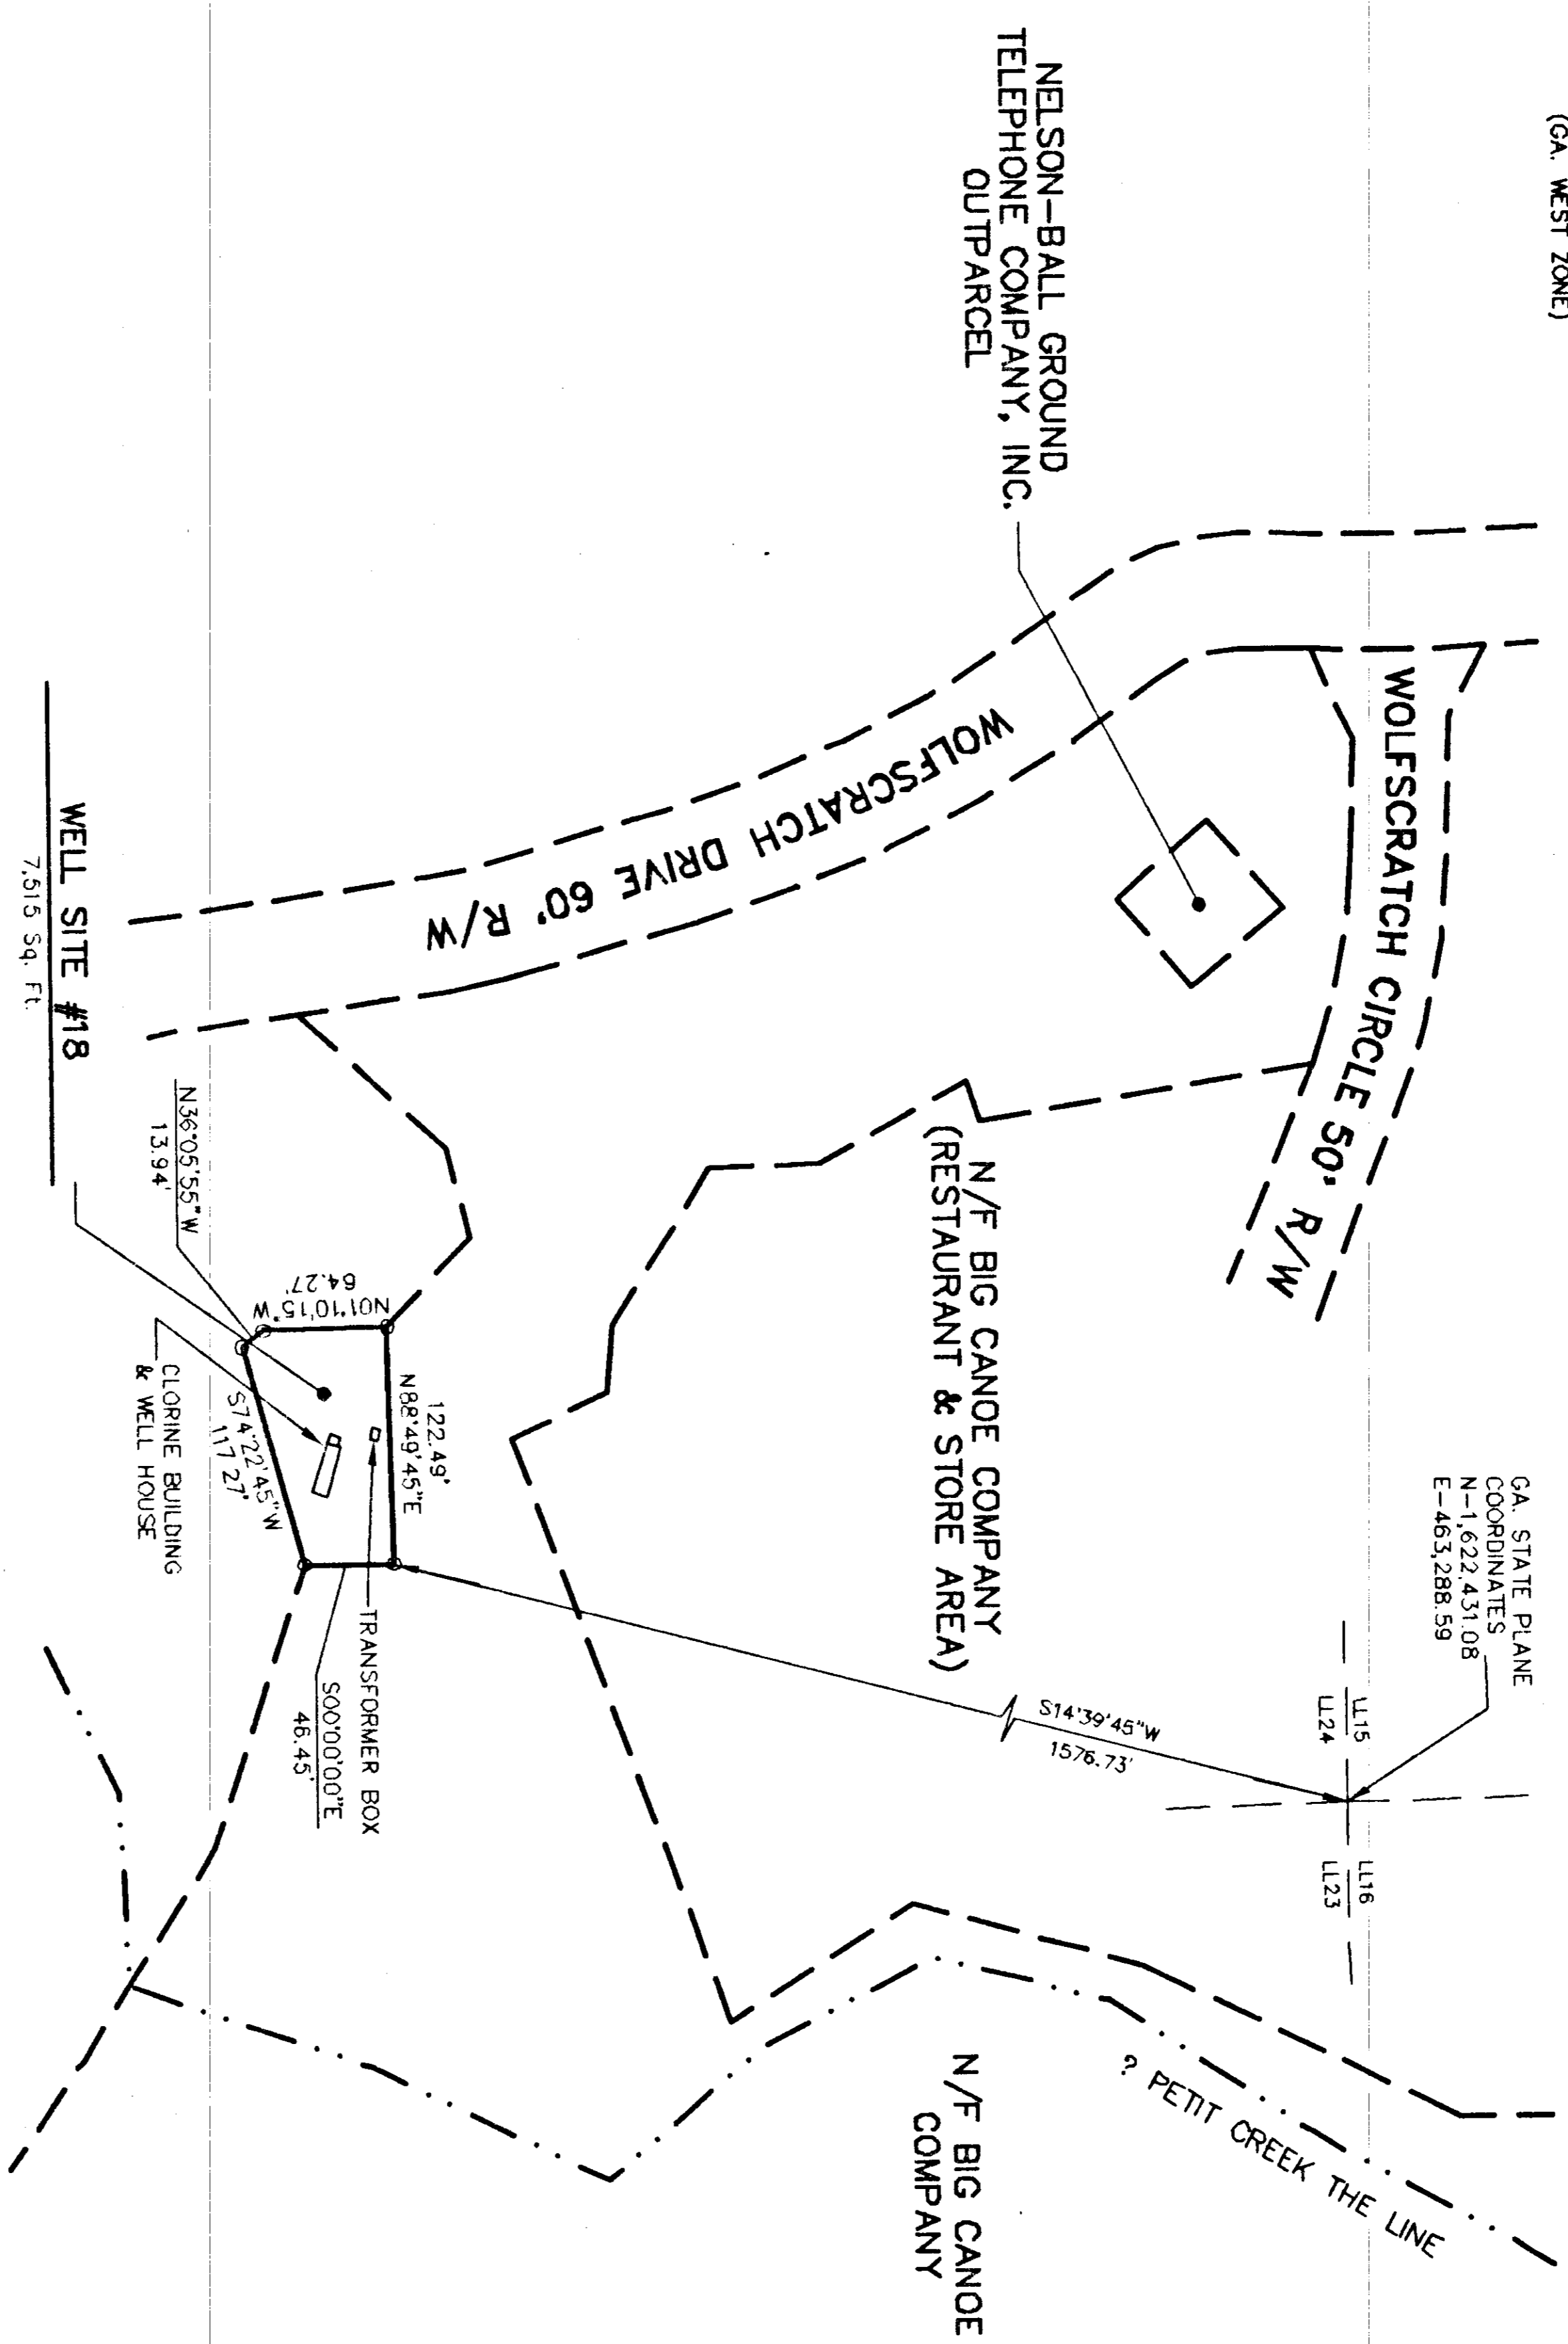 (GA. WEST ZONE)
NELSON-BALL GROUND
TELEPHONE COMPANY, INC.
OUTPARCEL
WOLFSCRATCH CIRCLE 50' R/W
WOLFSCRATCH DRIVE 60' R/W
GA. STATE PLANE
COORDINATES
N-1,622,431.08
E-463,288.59
LL15
LL24
LL16
LL23
S14°39'45"W
1576.73'
N/F BIG CANOE COMPANY
(RESTAURANT & STORE AREA)
? PETIT CREEK THE LINE
N/F BIG CANOE
COMPANY
122.49'
N88°49'45"E
N01°10'15"W
64.27'
TRANSFORMER BOX
S00°00'00"E
46.45'
S74°22'45"W
117.27'
CLORINE BUILDING
& WELL HOUSE
N36°05'55"W
13.94'
WELL SITE #18
7,515 Sq. Ft.